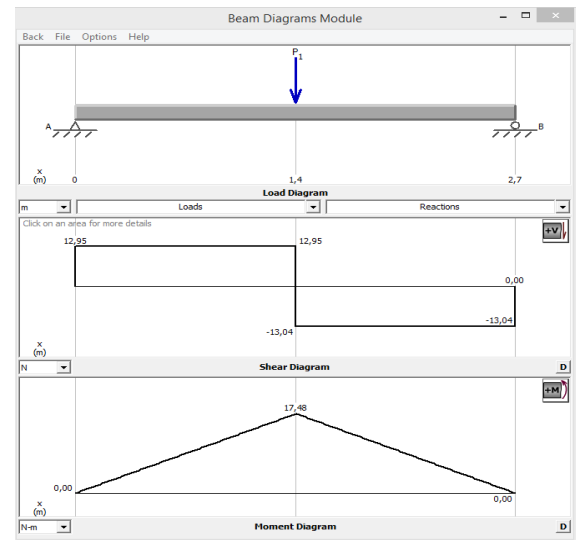 Beam Diagrams Module
Back File Options Help
P1
A
B
x
(m) 0 1,4 2,7
Load Diagram
m Loads Reactions
Click on an area for more details
+V
12,95 12,95
0,00
-13,04
-13,04
x
(m)
N Shear Diagram D
+M
17,48
0,00
0,00
x
(m)
N-m Moment Diagram D